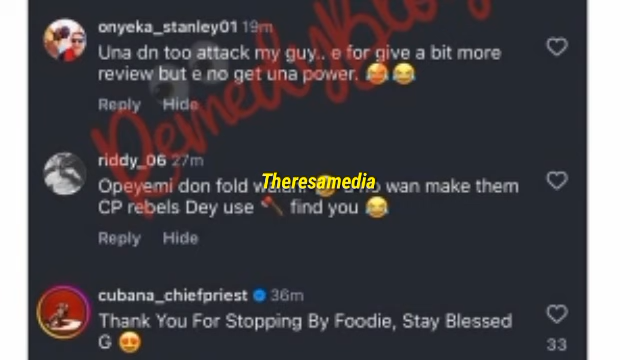 onyeka_stanley01 19m
Una dn too attack my guy.. e for give a bit more
review but e no get una power. 😂😂
Reply Hide
riddy_06 27m
Theresamedia
Opeyemi don fold no wan make them
CP rebels Dey use 🪓 find you 😂
Reply Hide
cubana_chiefpriest 36m
Thank You For Stopping By Foodie, Stay Blessed
G 😍
33